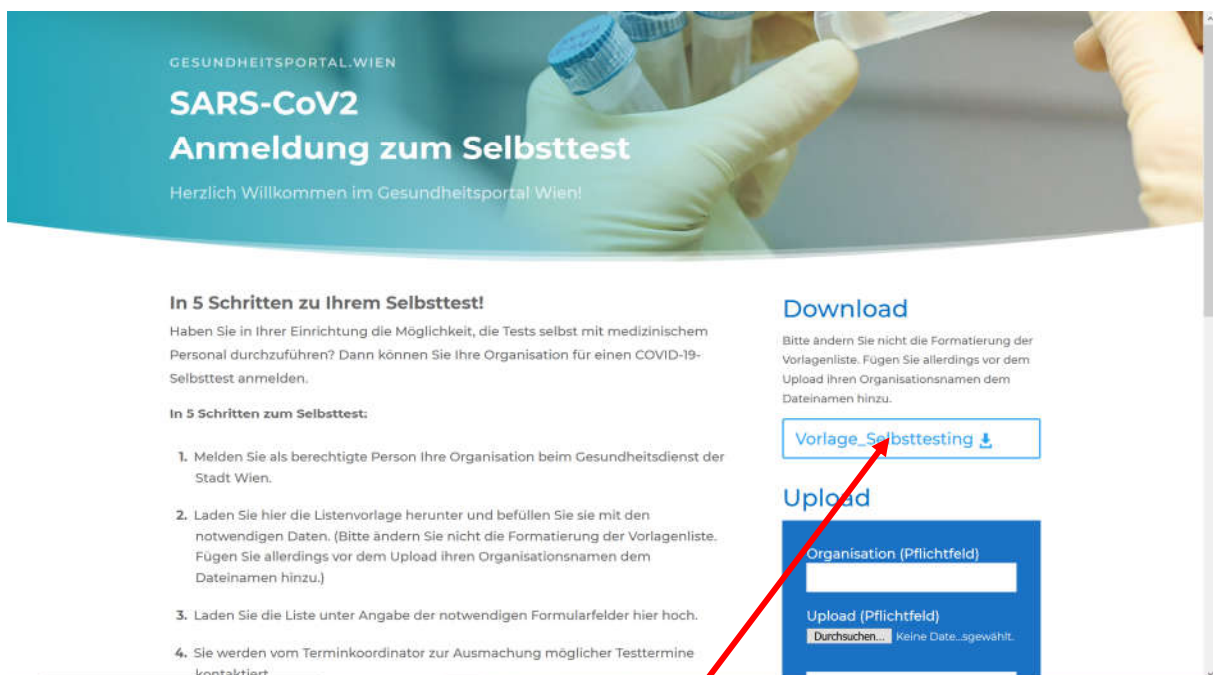 GESUNDHEITSPORTAL.WIEN
SARS-CoV2
Anmeldung zum Selbsttest
Herzlich Willkommen im Gesundheitsportal Wien!
In 5 Schritten zu Ihrem Selbsttest!
Haben Sie in Ihrer Einrichtung die Möglichkeit, die Tests selbst mit medizinischem
Personal durchzuführen? Dann können Sie Ihre Organisation für einen COVID-19-
Selbsttest anmelden.
In 5 Schritten zum Selbsttest:
1. Melden Sie als berechtigte Person Ihre Organisation beim Gesundheitsdienst der
Stadt Wien.
2. Laden Sie hier die Listenvorlage herunter und befüllen Sie sie mit den
notwendigen Daten. (Bitte ändern Sie nicht die Formatierung der Vorlagenliste.
Fügen Sie allerdings vor dem Upload ihren Organisationsnamen dem
Dateinamen hinzu.)
3. Laden Sie die Liste unter Angabe der notwendigen Formularfelder hier hoch.
4. Sie werden vom Terminkoordinator zur Ausmachung möglicher Testtermine
kontaktiert.
Download
Bitte ändern Sie nicht die Formatierung der
Vorlagenliste. Fügen Sie allerdings vor dem
Upload ihren Organisationsnamen dem
Dateinamen hinzu.
Vorlage_Selbsttesting
Upload
Organisation (Pflichtfeld)
Upload (Pflichtfeld)
Durchsuchen... Keine Date...sgewählt.